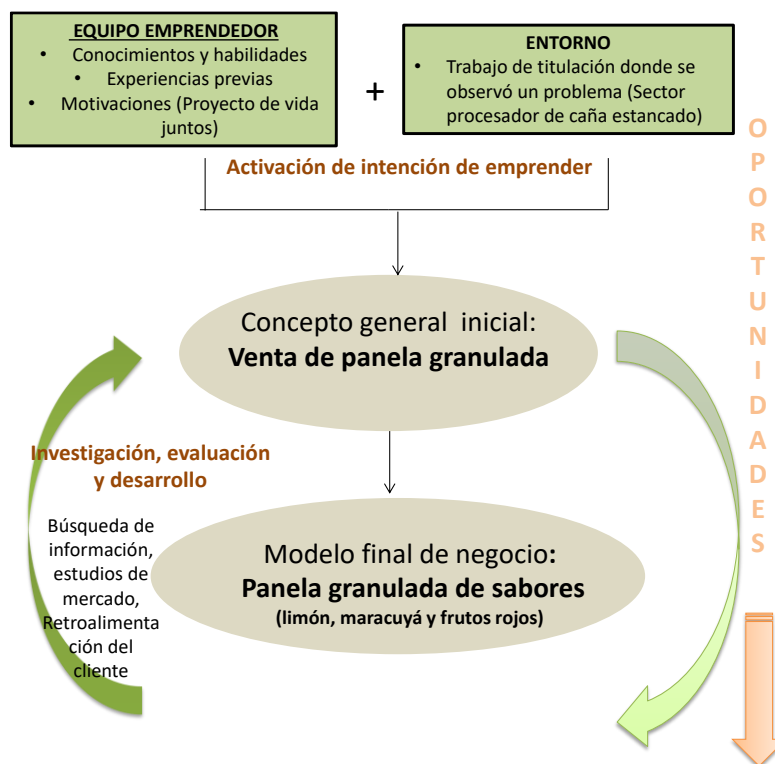 EQUIPO EMPRENDEDOR
• Conocimientos y habilidades
• Experiencias previas
• Motivaciones (Proyecto de vida
juntos)
+
ENTORNO
• Trabajo de titulación donde se
observó un problema (Sector
procesador de caña estancado)
Activación de intención de emprender
Concepto general inicial:
Venta de panela granulada
Investigación, evaluación
y desarrollo
Búsqueda de
información,
estudios de
mercado,
Retroalimenta
ción del
cliente
Modelo final de negocio:
Panela granulada de sabores
(limón, maracuyá y frutos rojos)
O
P
O
R
T
U
N
I
D
A
D
E
S